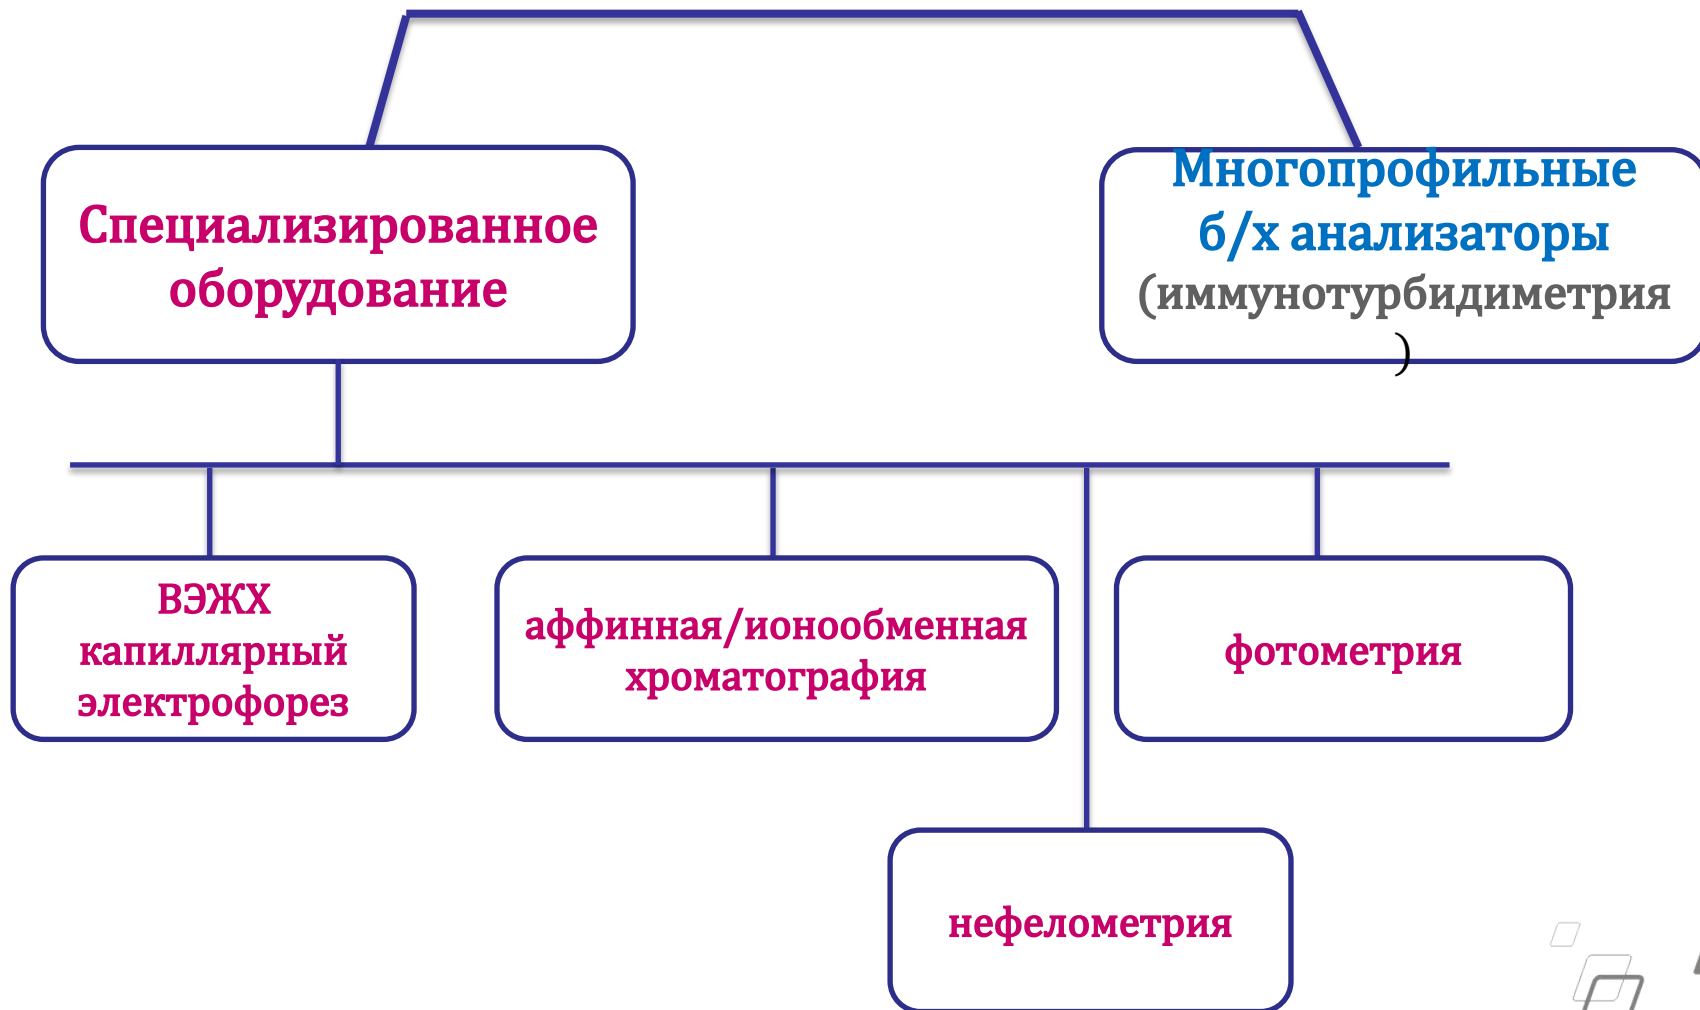 Специализированное
оборудование
Многопрофильные
б/х анализаторы
(иммунотурбидиметрия
)
ВЭЖХ
капиллярный
электрофорез
аффинная/ионообменная
хроматография
фотометрия
нефелометрия